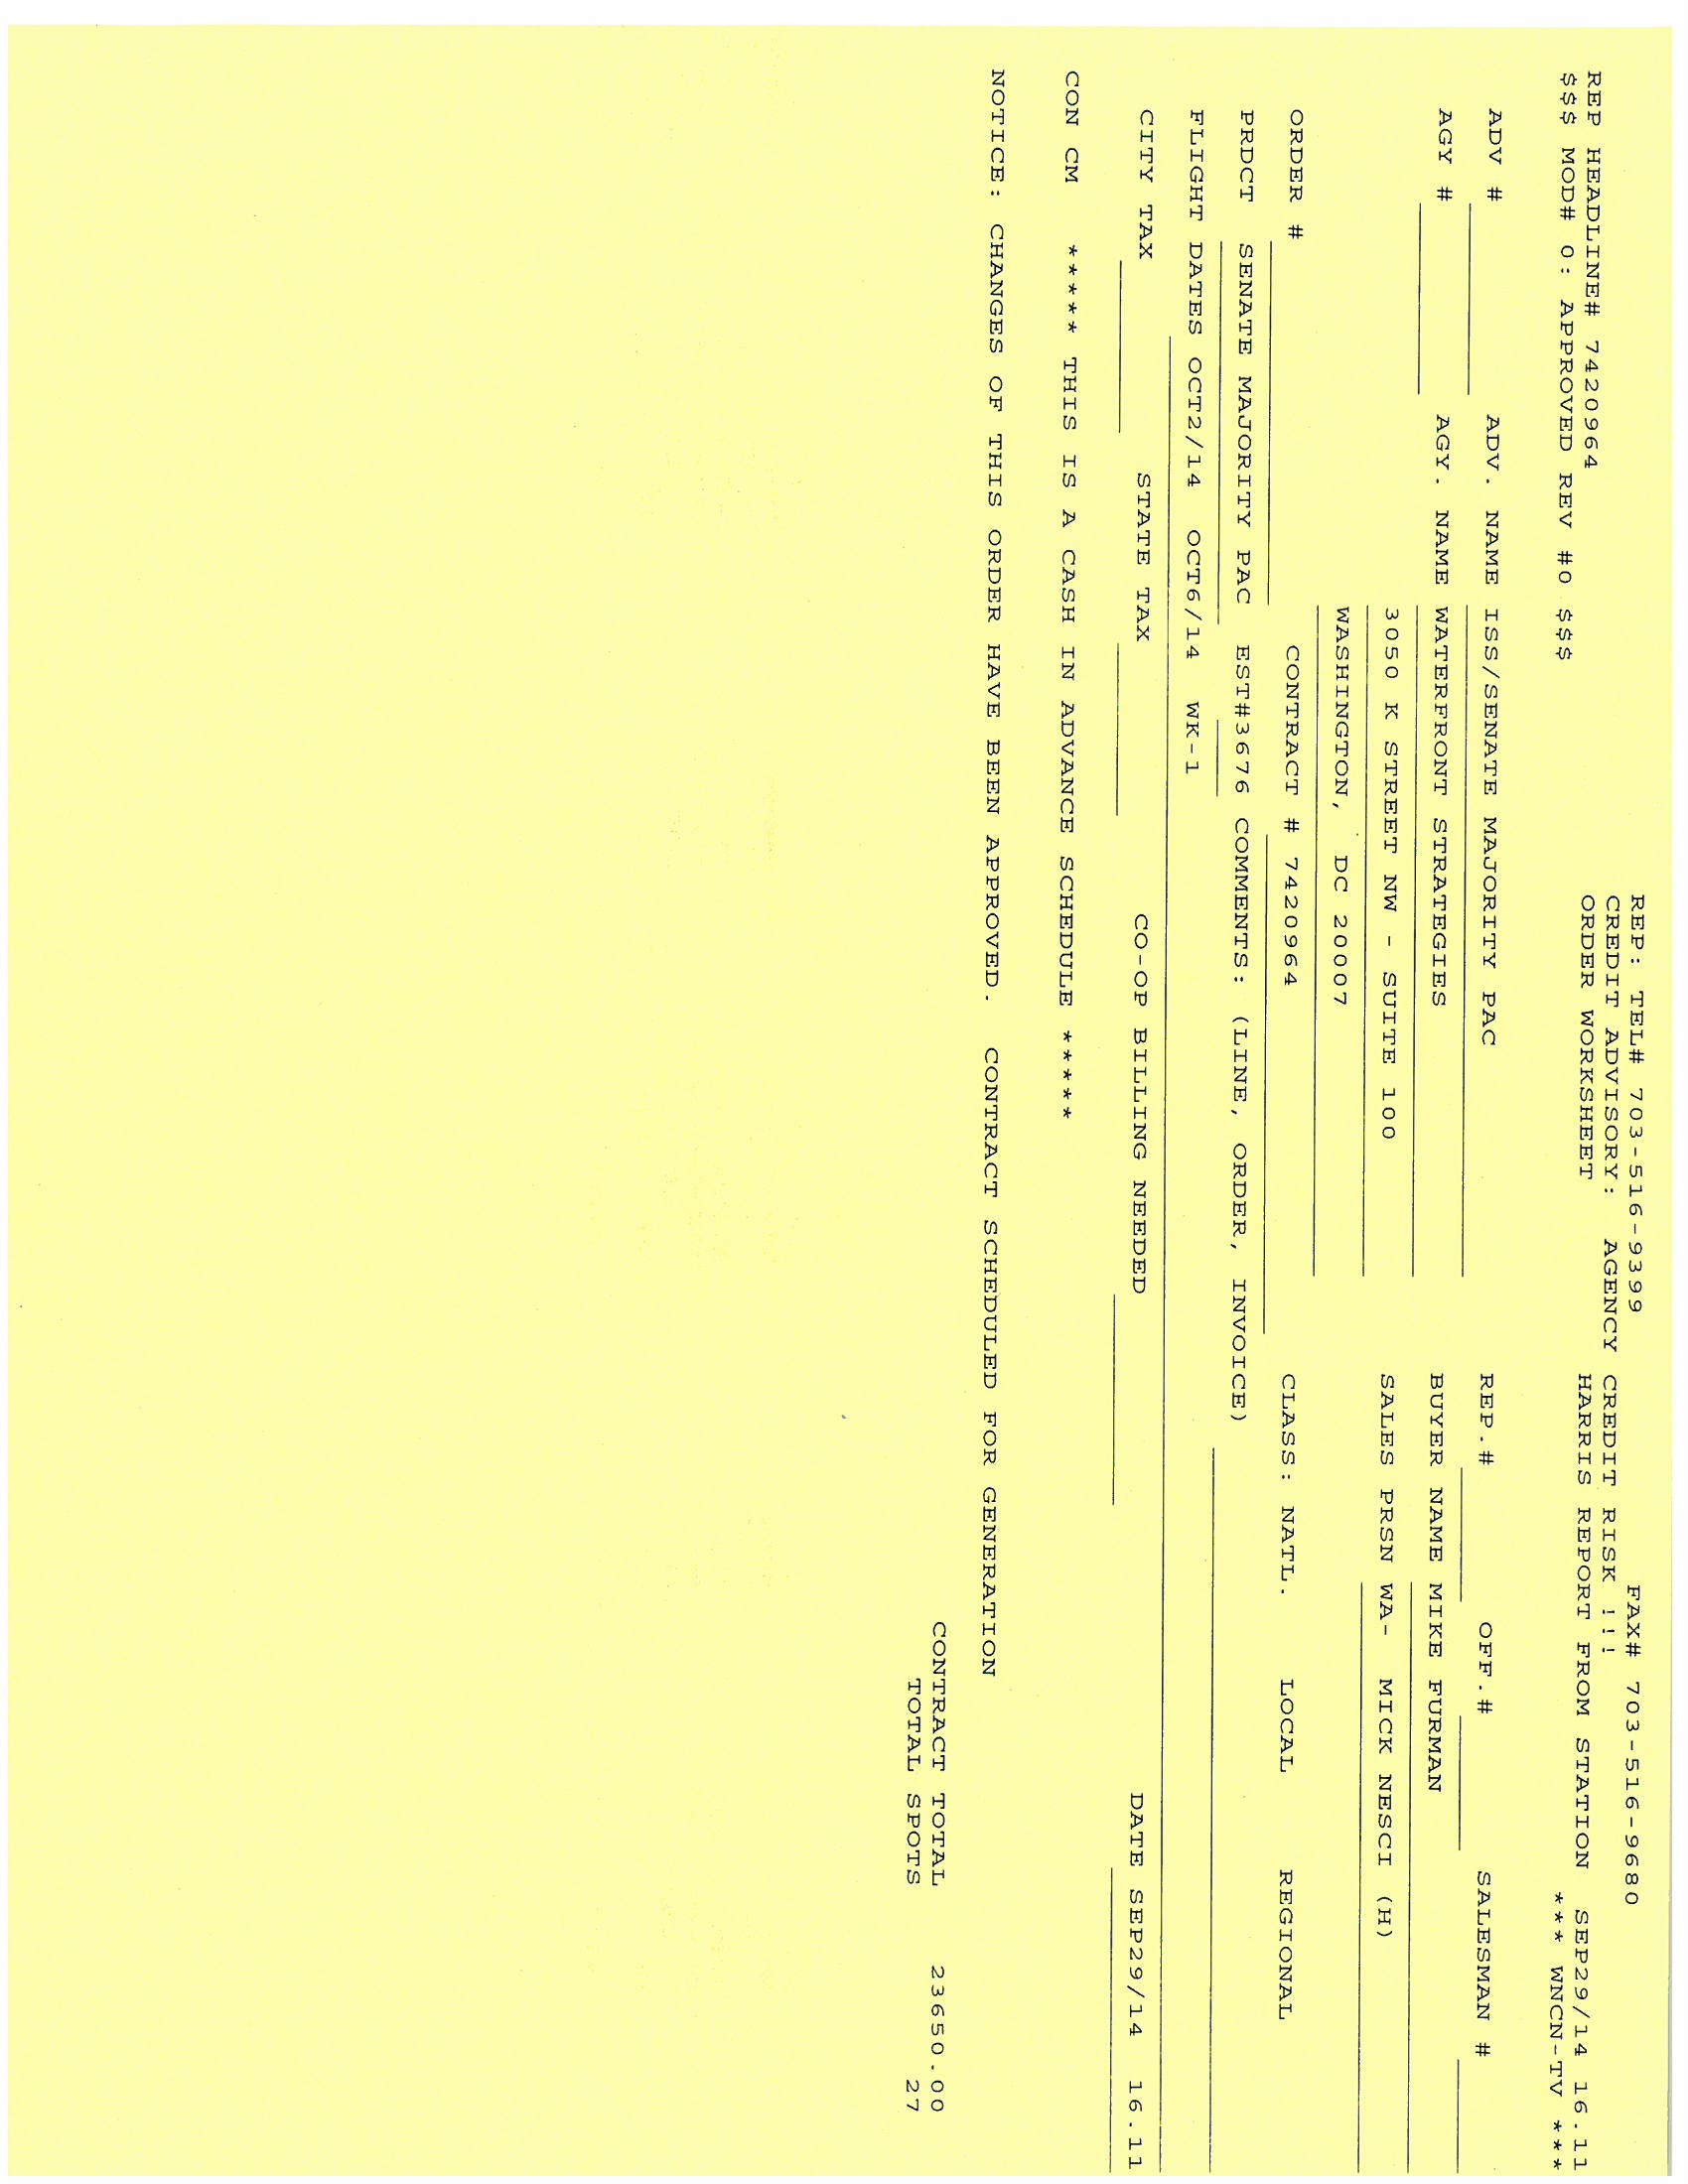 REP: TEL# 703-516-9399 FAX# 703-516-9680
CREDIT ADVISORY: AGENCY CREDIT RISK !!!
REP HEADLINE# 7420964 ORDER WORKSHEET HARRIS REPORT FROM STATION SEP29/14 16.11
$$$ MOD# 0: APPROVED REV #0 $$$ *** WNCN-TV ***
ADV # ADV. NAME ISS/SENATE MAJORITY PAC REP.# OFF.# SALESMAN #
AGY # AGY. NAME WATERFRONT STRATEGIES BUYER NAME MIKE FURMAN
3050 K STREET NW - SUITE 100 SALES PRSN WA- MICK NESCI (H)
WASHINGTON, DC 20007
ORDER # CONTRACT # 7420964 CLASS: NATL. LOCAL REGIONAL
PRDCT SENATE MAJORITY PAC EST#3676 COMMENTS: (LINE, ORDER, INVOICE)
FLIGHT DATES OCT2/14 OCT6/14 WK-1
CITY TAX STATE TAX CO-OP BILLING NEEDED DATE SEP29/14 16.11
CON CM ***** THIS IS A CASH IN ADVANCE SCHEDULE *****
NOTICE: CHANGES OF THIS ORDER HAVE BEEN APPROVED. CONTRACT SCHEDULED FOR GENERATION
CONTRACT TOTAL 23650.00
TOTAL SPOTS 27